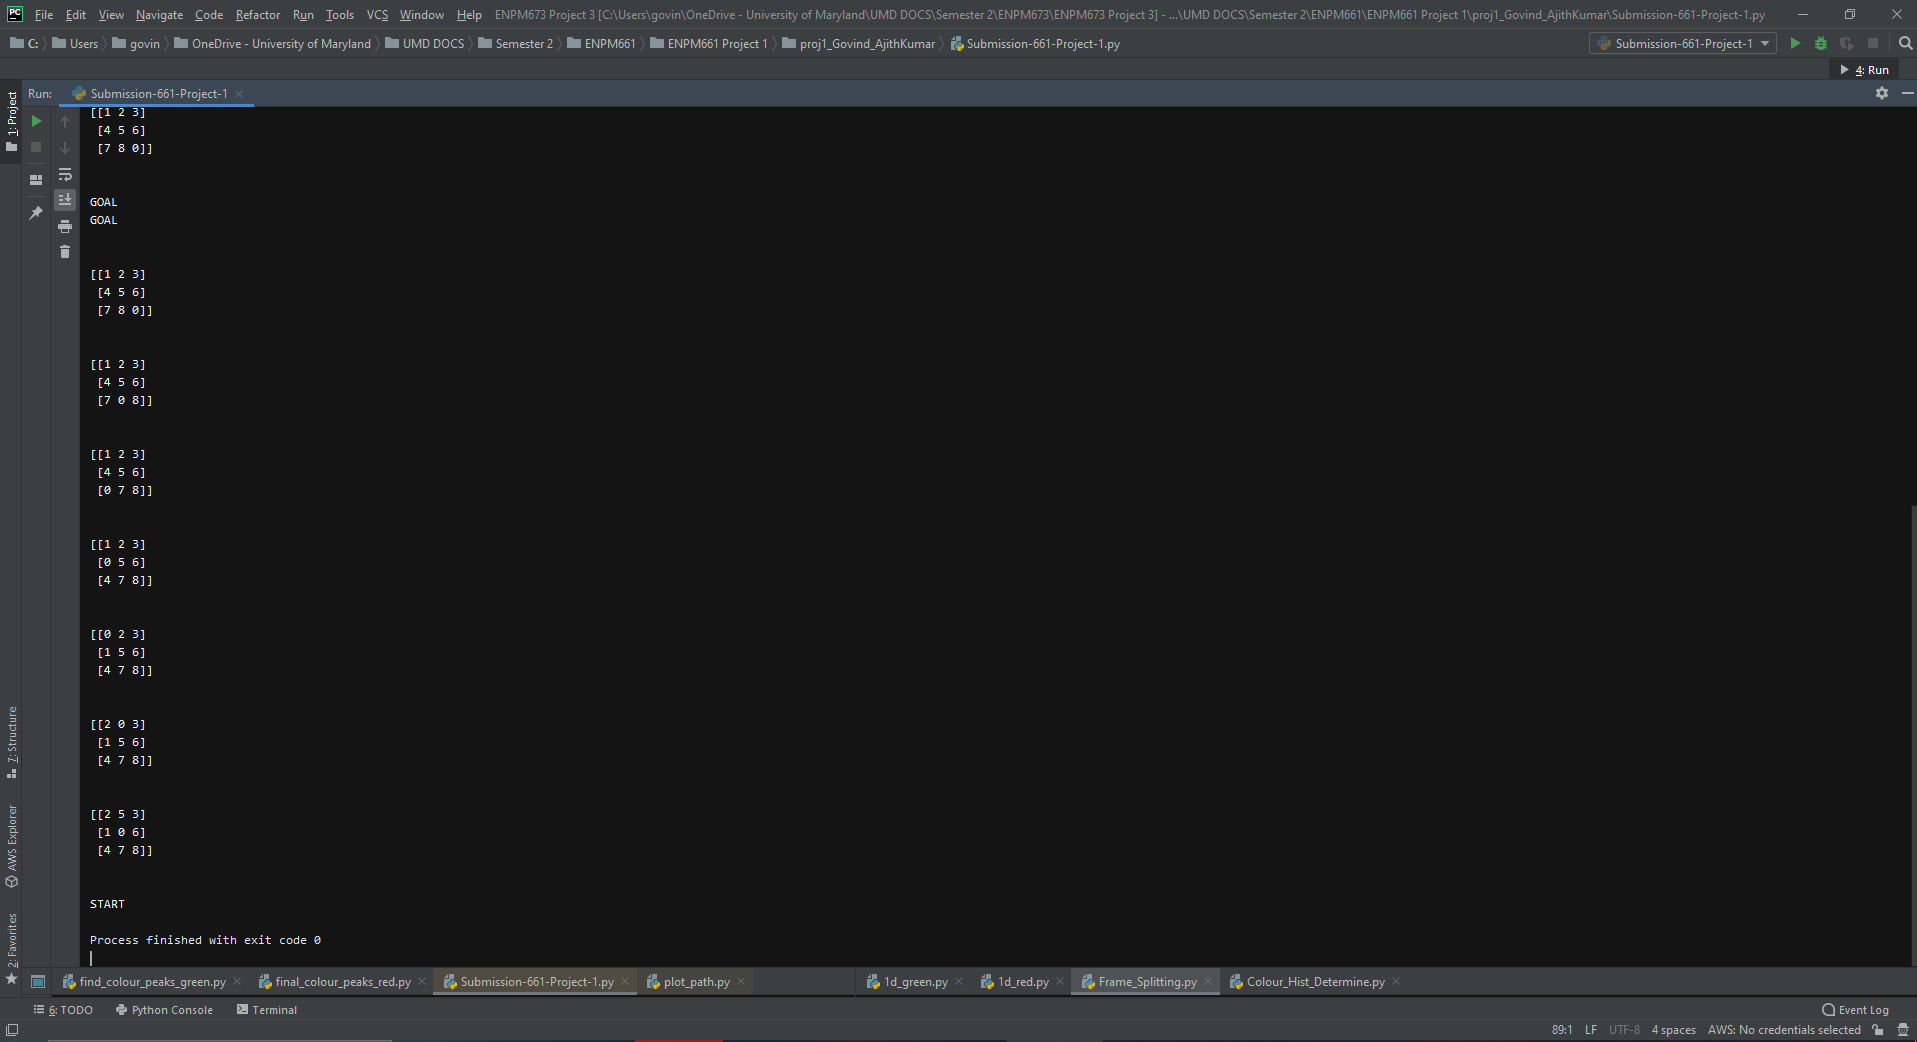 PC File Edit View Navigate Code Refactor Run Tools VCS Window Help ENPM673 Project 3 [C:\Users\govin\OneDrive - University of Maryland\UMD DOCS\Semester 2\ENPM673\ENPM673 Project 3] - ...\UMD DOCS\Semester 2\ENPM661\ENPM661 Project 1\proj1_Govind_AjithKumar\Submission-661-Project-1.py
C: Users govin OneDrive - University of Maryland UMD DOCS Semester 2 ENPM661 ENPM661 Project 1 proj1_Govind_AjithKumar Submission-661-Project-1.py Submission-661-Project-1
4: Run
Run: Submission-661-Project-1
1: Project
[[1 2 3]
[4 5 6]
[7 8 0]]
GOAL
GOAL
[[1 2 3]
[4 5 6]
[7 8 0]]
[[1 2 3]
[4 5 6]
[7 0 8]]
[[1 2 3]
[4 5 6]
[0 7 8]]
[[1 2 3]
[0 5 6]
[4 7 8]]
[[0 2 3]
[1 5 6]
[4 7 8]]
[[2 0 3]
[1 5 6]
[4 7 8]]
[[2 5 3]
[1 0 6]
[4 7 8]]
START
Process finished with exit code 0
7: Structure
AWS Explorer
2: Favorites
find_colour_peaks_green.py final_colour_peaks_red.py Submission-661-Project-1.py plot_path.py 1d_green.py 1d_red.py Frame_Splitting.py Colour_Hist_Determine.py
6: TODO Python Console Terminal Event Log
89:1 LF UTF-8 4 spaces AWS: No credentials selected